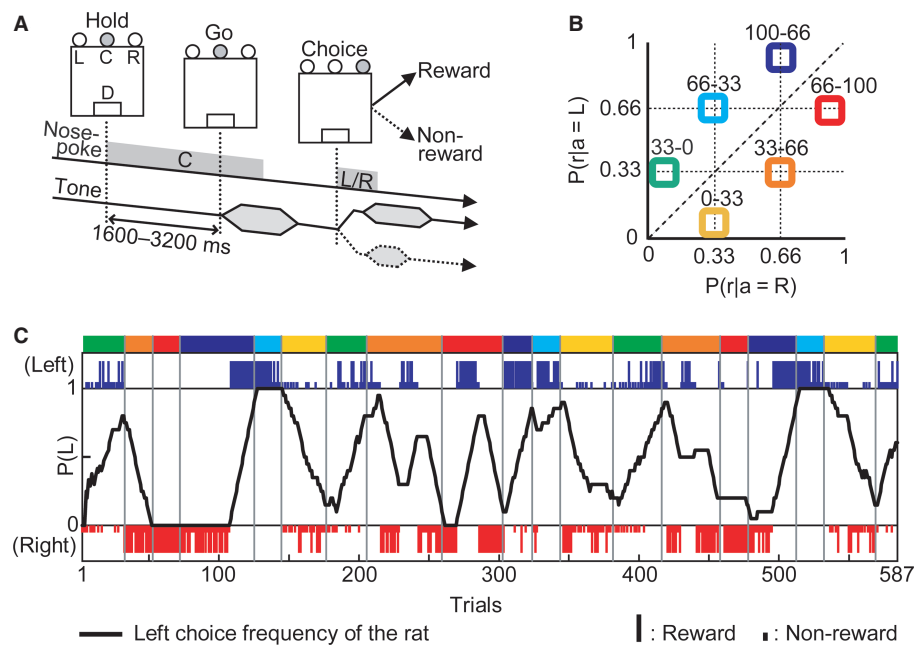 A
Hold
L C R
D
Go
Choice
Reward
Non-
reward
Nose-
poke
C
L/R
Tone
1600–3200 ms
B
P(r|a = L)
1
0.66
0.33
0
100-66
66-33
66-100
33-0
33-66
0-33
0 0.33 0.66 1
P(r|a = R)
C
(Left)
1
P(L)
0
(Right)
1 100 200 300 400 500 587
Trials
Left choice frequency of the rat
: Reward
: Non-reward